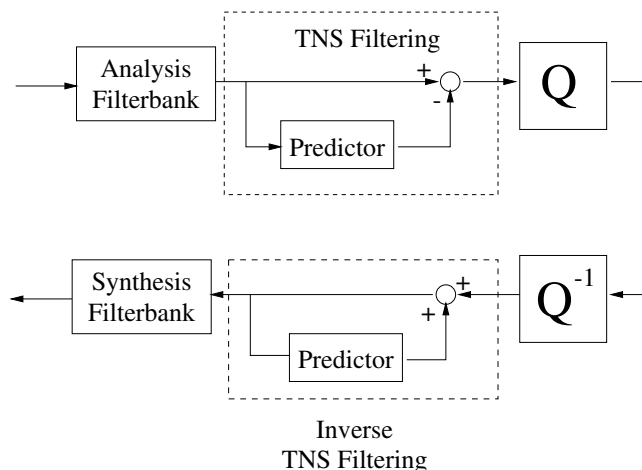 TNS Filtering
Analysis
Filterbank
+
-
Predictor
Q
Synthesis
Filterbank
+
+
Predictor
Q-1
Inverse
TNS Filtering